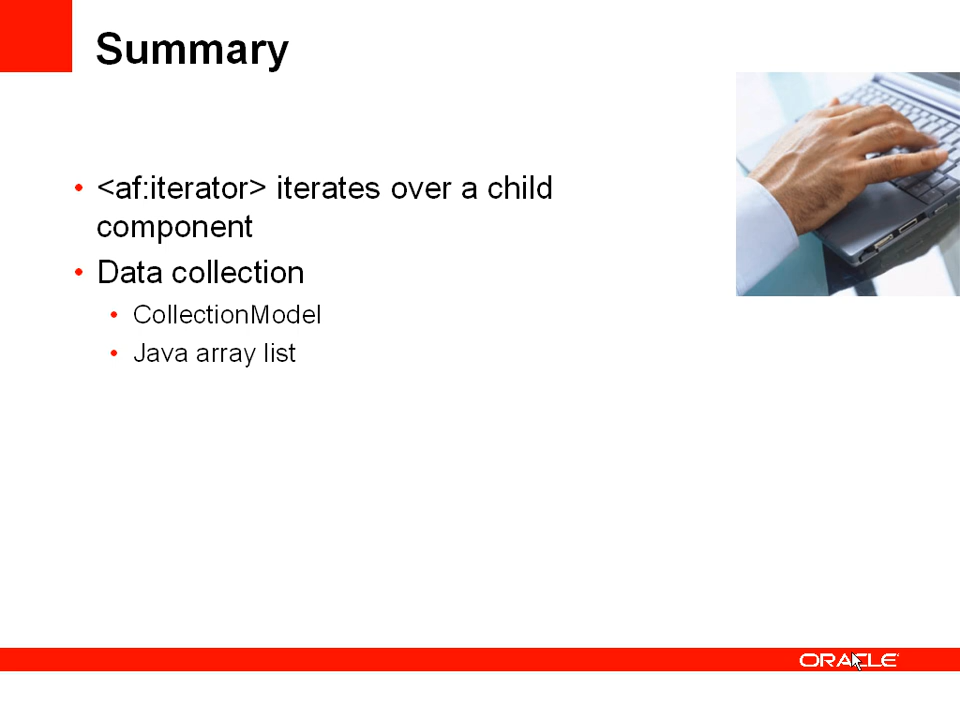 Summary
• <af:iterator> iterates over a child
component
• Data collection
• CollectionModel
• Java array list
ORACLE